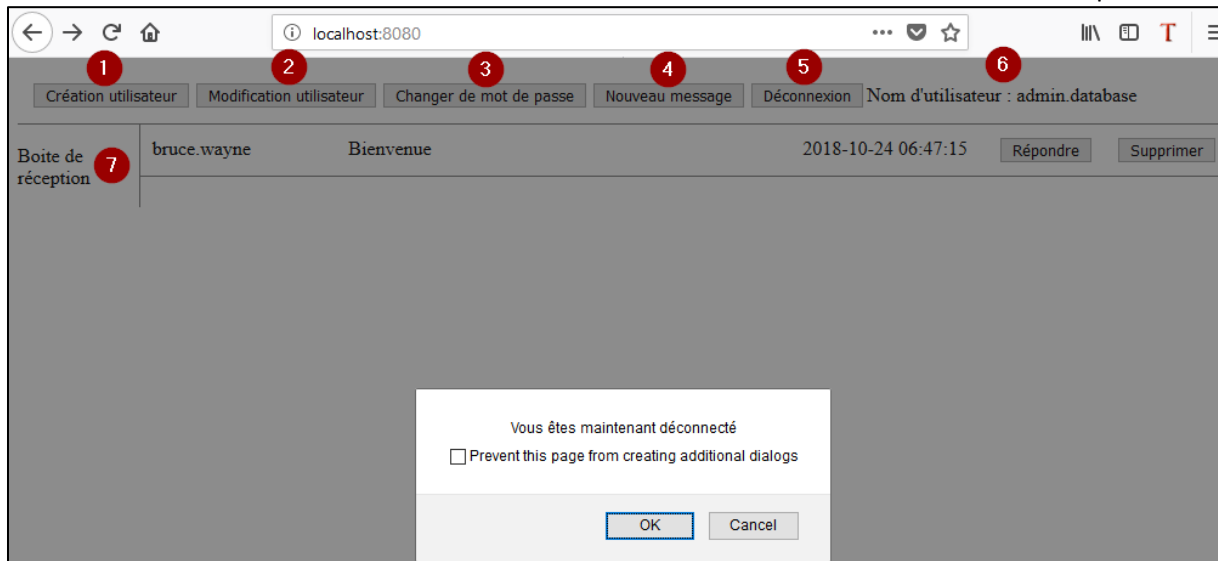 localhost:8080
1 2 3 4 5 6
Création utilisateur Modification utilisateur Changer de mot de passe Nouveau message Déconnexion Nom d'utilisateur : admin.database
Boite de bruce.wayne Bienvenue 2018-10-24 06:47:15 Répondre Supprimer
7
réception
Vous êtes maintenant déconnecté
Prevent this page from creating additional dialogs
OK Cancel